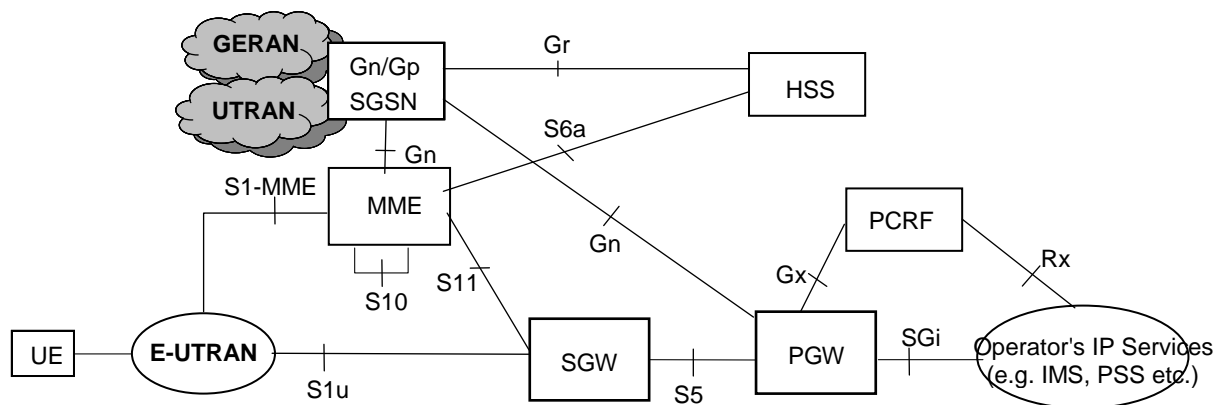 GERAN
Gr
Gn/Gp
SGSN
HSS
UTRAN
S6a
Gn
S1-MME
MME
PCRF
Gn
Rx
Gx
S11
S10
UE
E-UTRAN
SGW
PGW
SGi
Operator's IP Services
(e.g. IMS, PSS etc.)
S1u
S5